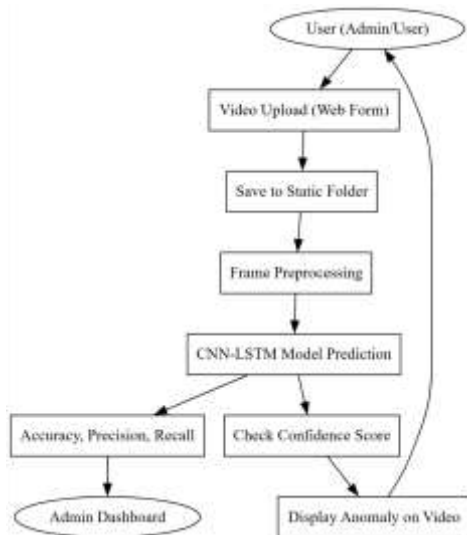 User (Admin/User)
Video Upload (Web Form)
Save to Static Folder
Frame Preprocessing
CNN-LSTM Model Prediction
Accuracy, Precision, Recall
Check Confidence Score
Admin Dashboard
Display Anomaly on Video